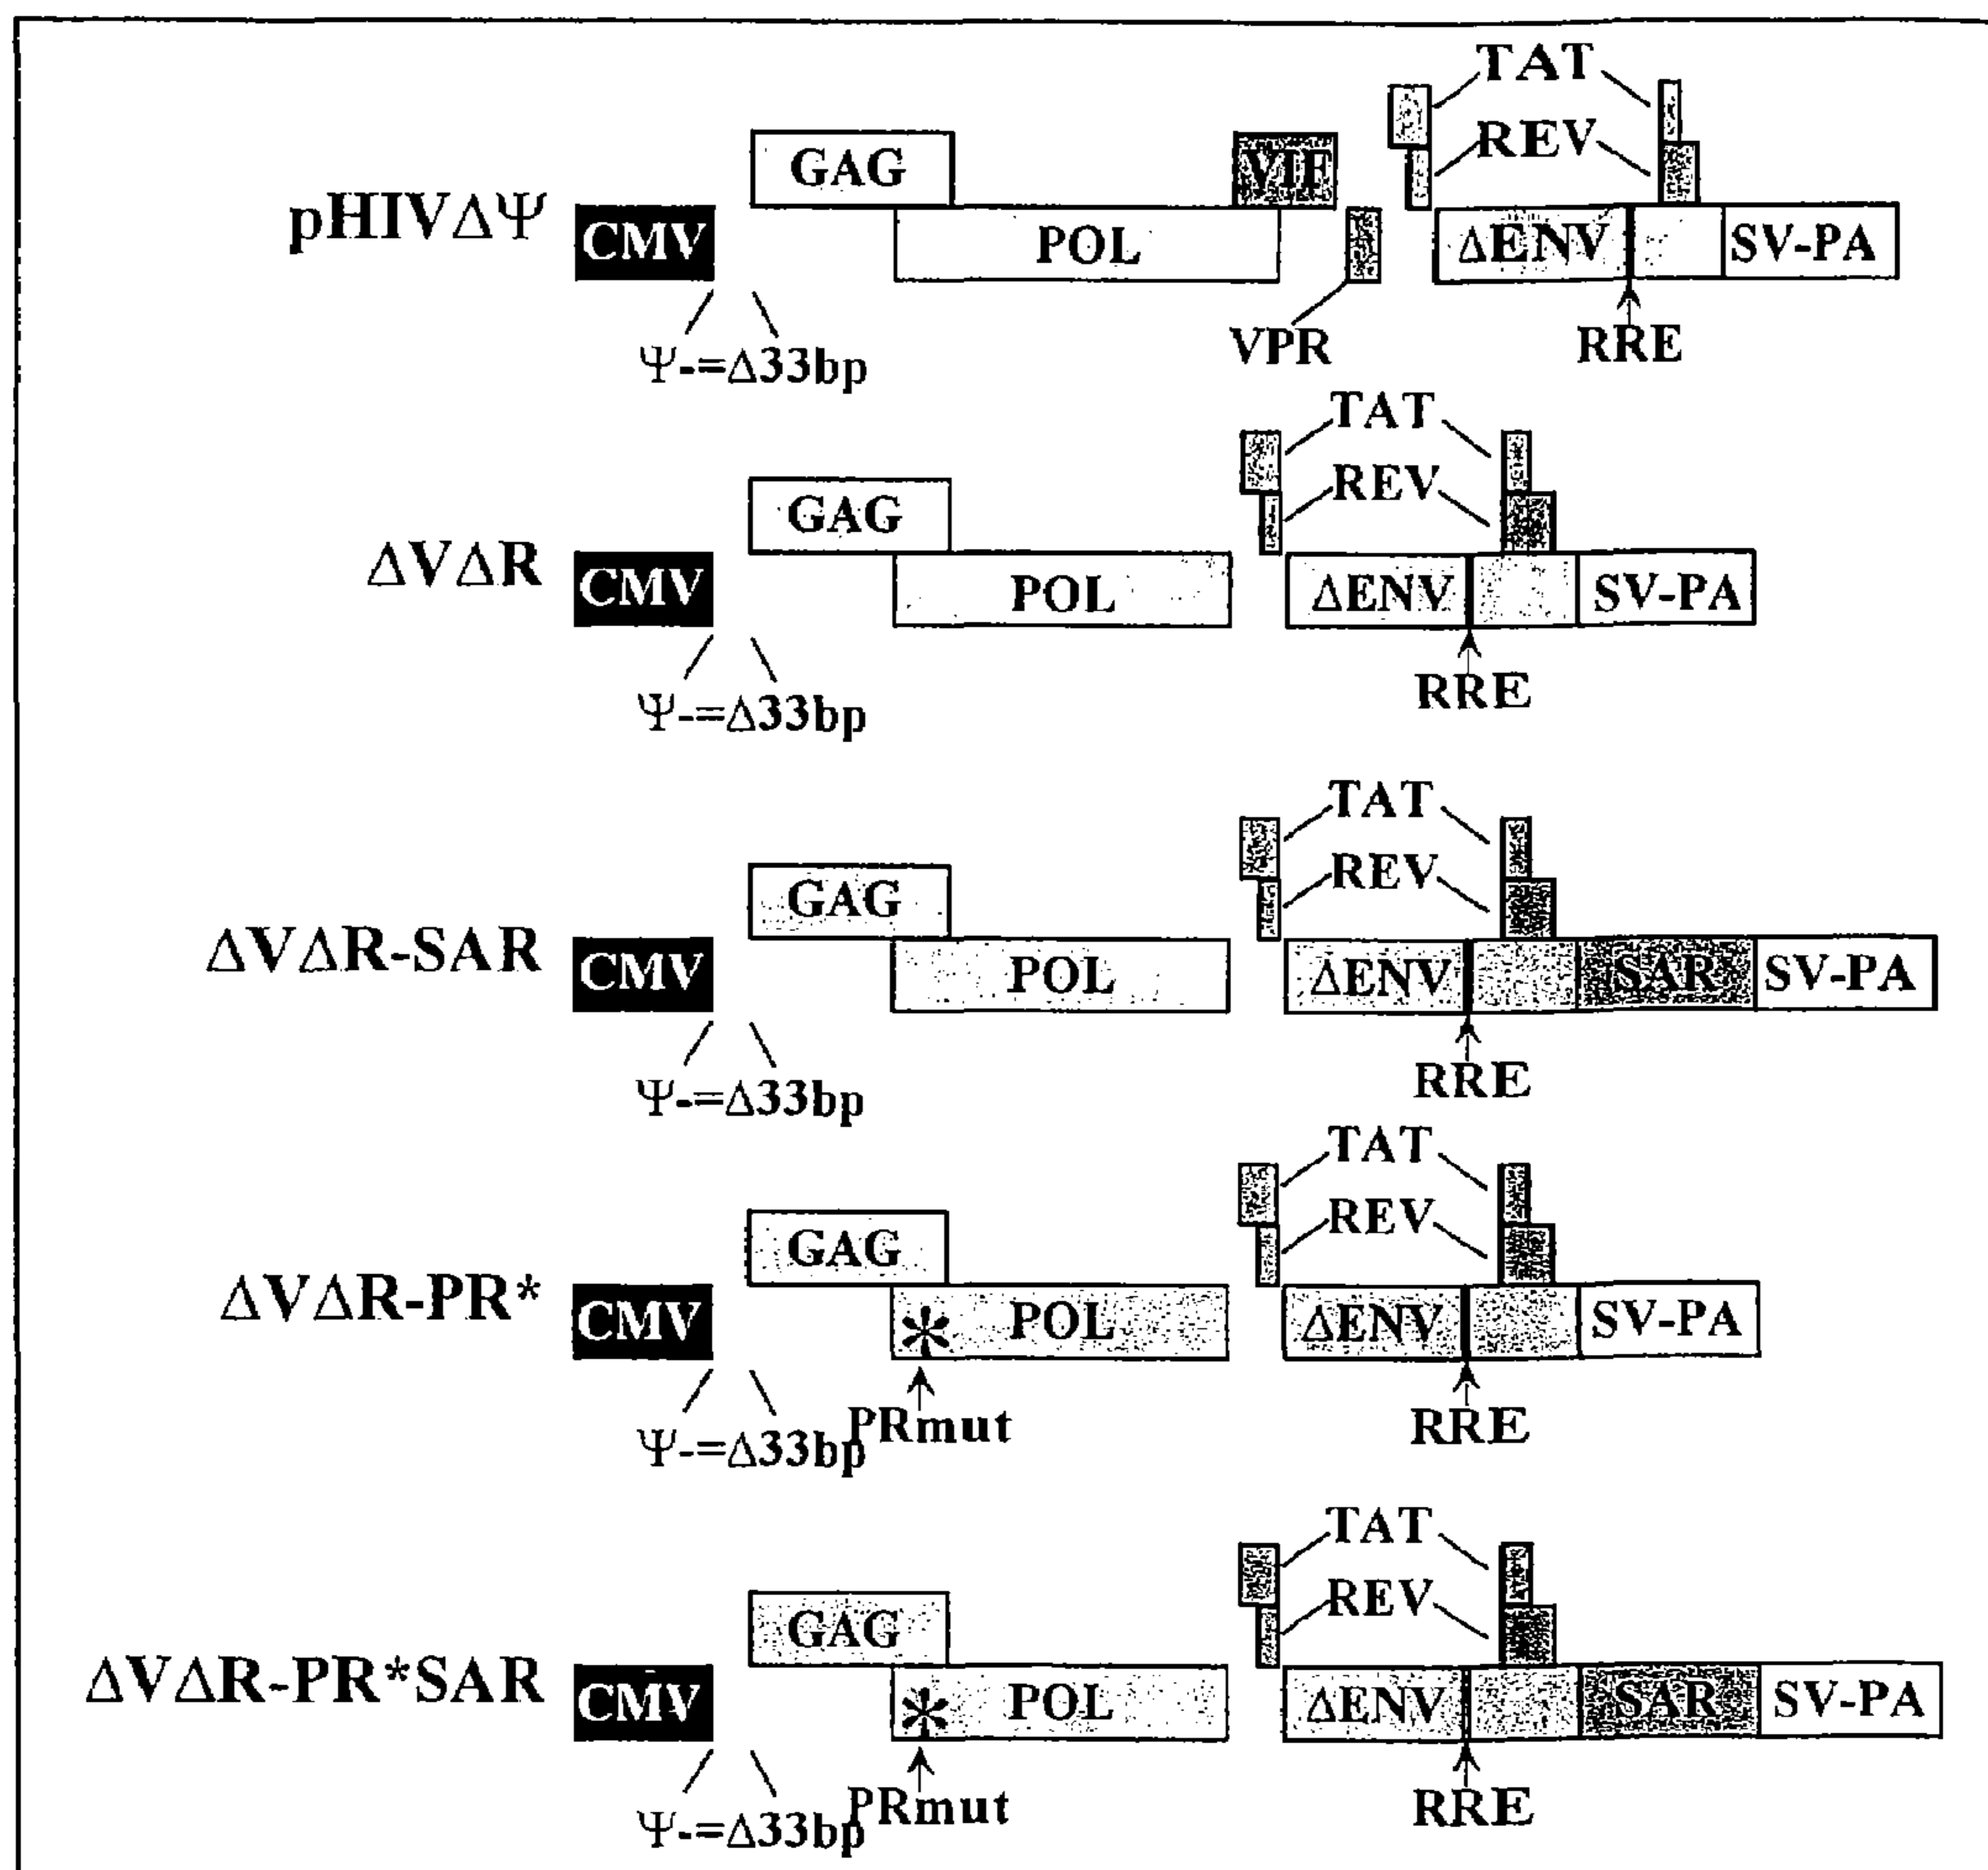 TAT
REV
GAG
VIF
pHIVΔΨ
CMV
POL
ΔENV
SV-PA
Ψ-=Δ33bp
VPR
RRE
TAT
REV
GAG
ΔVΔR
CMV
POL
ΔENV
SV-PA
Ψ-=Δ33bp
RRE
TAT
REV
GAG
ΔVΔR-SAR
CMV
POL
ΔENV
SAR
SV-PA
Ψ-=Δ33bp
RRE
TAT
REV
GAG
ΔVΔR-PR*
CMV
* POL
ΔENV
SV-PA
Ψ-=Δ33bp
PRmut
RRE
TAT
REV
GAG
ΔVΔR-PR*SAR
CMV
* POL
ΔENV
SAR
SV-PA
Ψ-=Δ33bp
PRmut
RRE